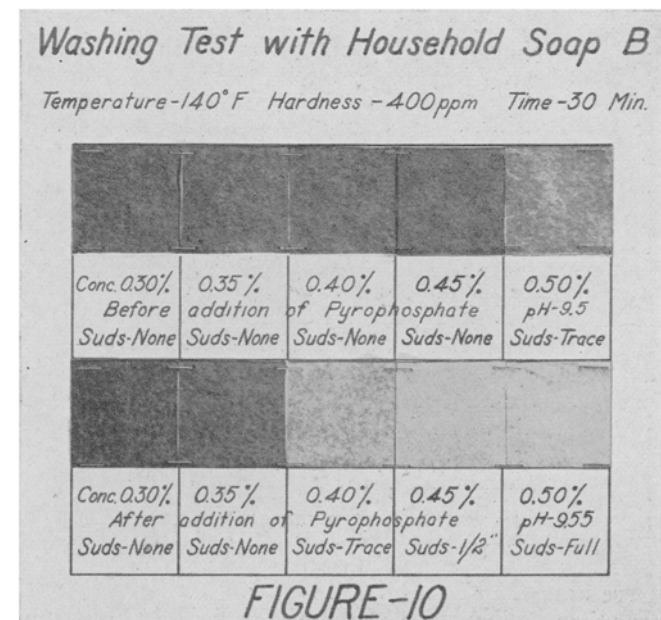 Washing Test with Household Soap B
Temperature-140°F Hardness-400ppm Time-30 Min.
Conc. 0.30% 0.35% 0.40% 0.45% 0.50%
Before addition of Pyrophosphate pH-9.5
Suds-None Suds-None Suds-None Suds-None Suds-Trace
Conc. 0.30% 0.35% 0.40% 0.45% 0.50%
After addition of Pyrophosphate pH-9.55
Suds-None Suds-None Suds-Trace Suds-1/2" Suds-Full
FIGURE-10